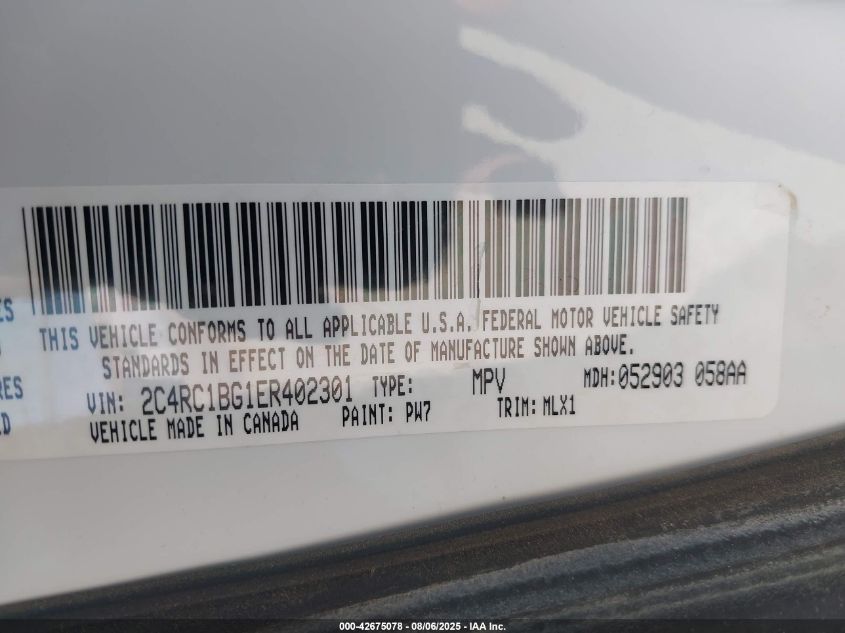 THIS VEHICLE CONFORMS TO ALL APPLICABLE U.S.A. FEDERAL MOTOR VEHICLE SAFETY
STANDARDS IN EFFECT ON THE DATE OF MANUFACTURE SHOWN ABOVE.
VIN: 2C4RC1BG1ER402301 TYPE: MPV MDH: 052903 058AA
VEHICLE MADE IN CANADA PAINT: PW7 TRIM: MLX1
000-42675078 - 08/06/2025 - IAA Inc.